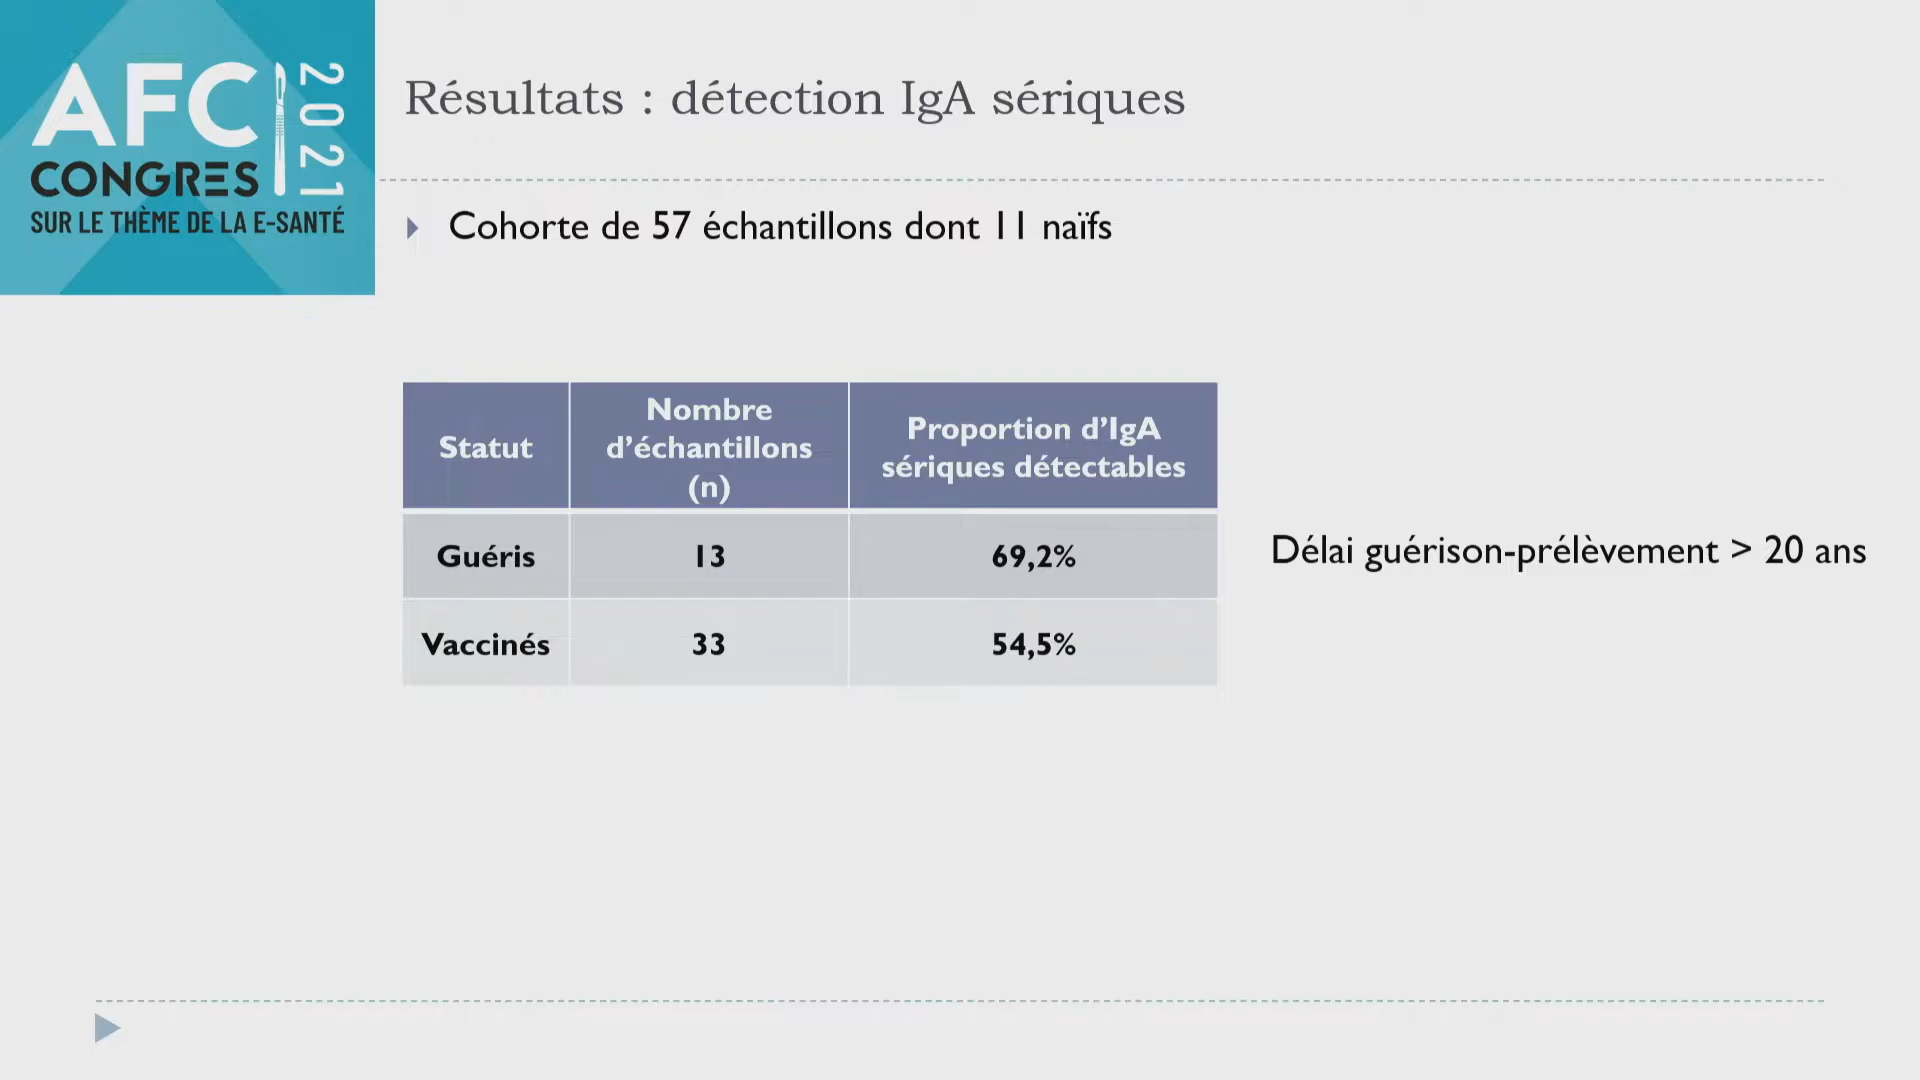 AFC
2021
CONGRES
SUR LE THÈME DE LA E-SANTÉ
Résultats : détection IgA sériques
Cohorte de 57 échantillons dont 11 naïfs
Statut
Nombre
d’échantillons
(n)
Proportion d’IgA
sériques détectables
Guéris
13
69,2%
Délai guérison-prélèvement > 20 ans
Vaccinés
33
54,5%